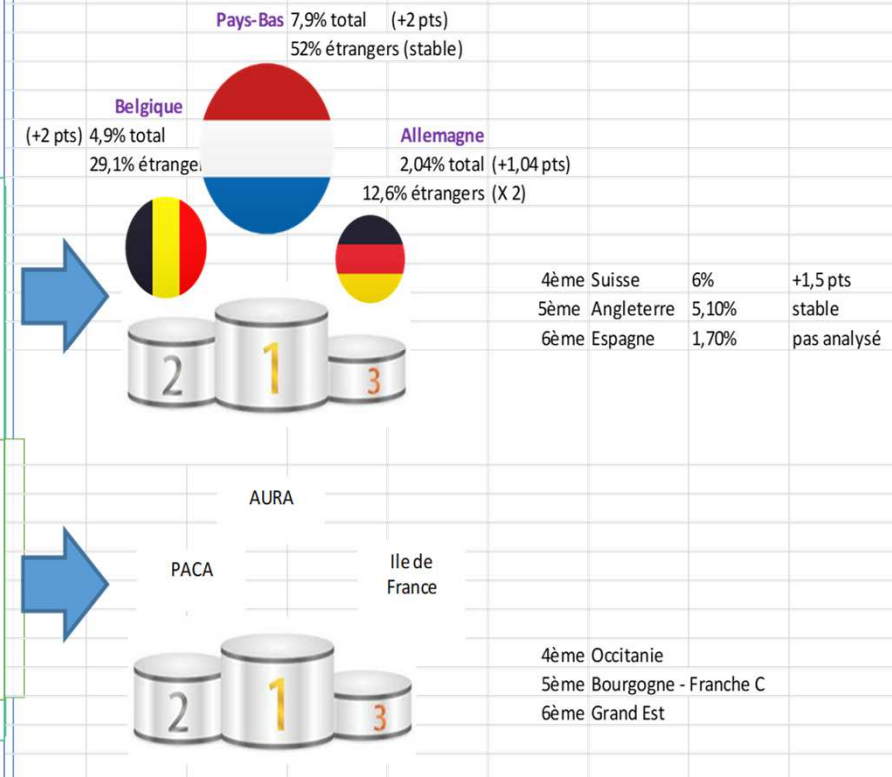 Pays-Bas 7,9% total (+2 pts)
52% étrangers (stable)
Belgique
(+2 pts) 4,9% total
29,1%
Allemagne
2,04% total (+1,04 pts)
12,6% étrangers (X 2)
4ème Suisse 6% +1,5 pts
5ème Angleterre 5,10% stable
6ème Espagne 1,70% pas analysé
2 1 3
AURA
PACA
Ile de
France
2 1 3
4ème Occitanie
5ème Bourgogne - Franche C
6ème Grand Est